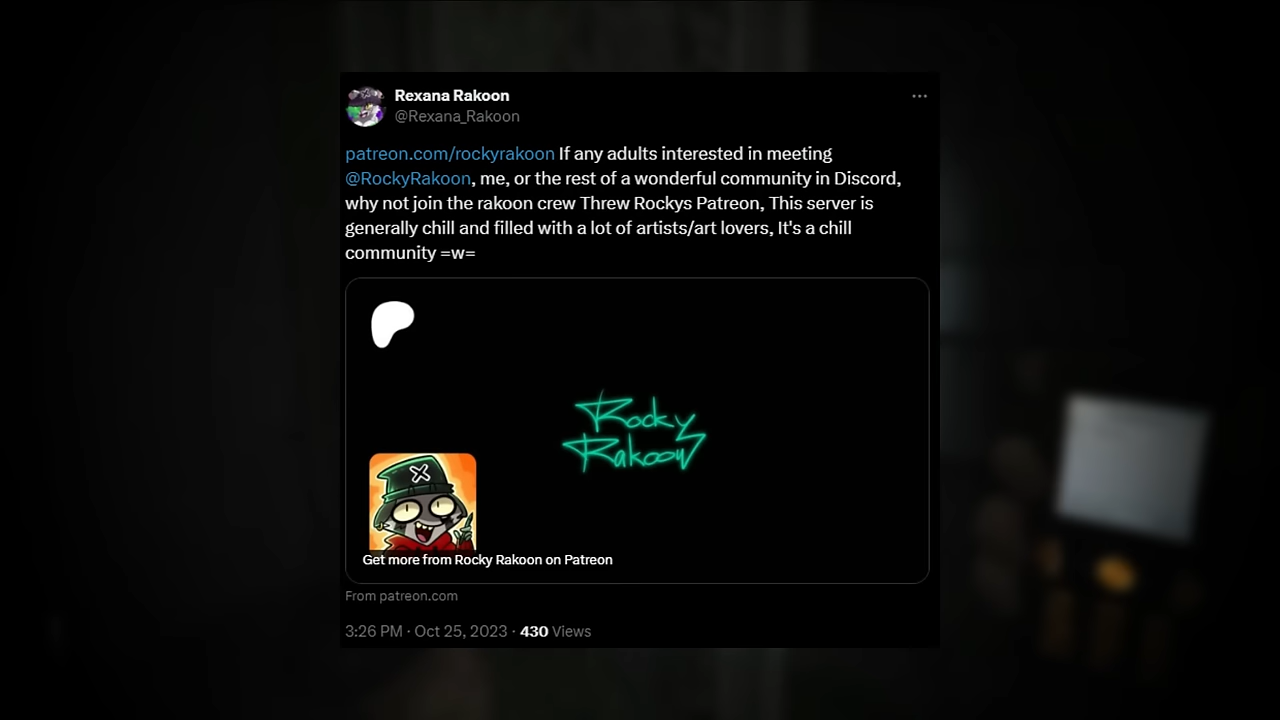 Rexana Rakoon
@Rexana_Rakoon
patreon.com/rockyrakoon If any adults interested in meeting
@RockyRakoon, me, or the rest of a wonderful community in Discord,
why not join the rakoon crew Threw Rockys Patreon, This server is
generally chill and filled with a lot of artists/art lovers, It's a chill
community =w=
Rocky
Rakoon
Get more from Rocky Rakoon on Patreon
From patreon.com
3:26 PM · Oct 25, 2023 · 430 Views